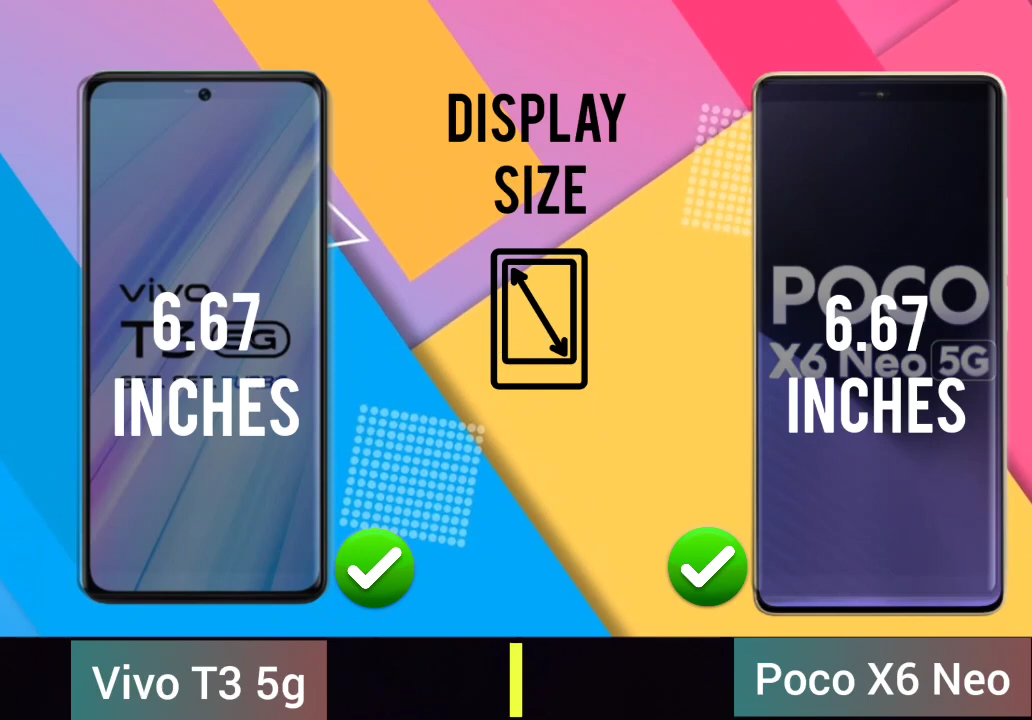 DISPLAY
SIZE
vivo
T3 5G
6.67
INCHES
POCO
X6 Neo 5G
6.67
INCHES
Vivo T3 5g
Poco X6 Neo